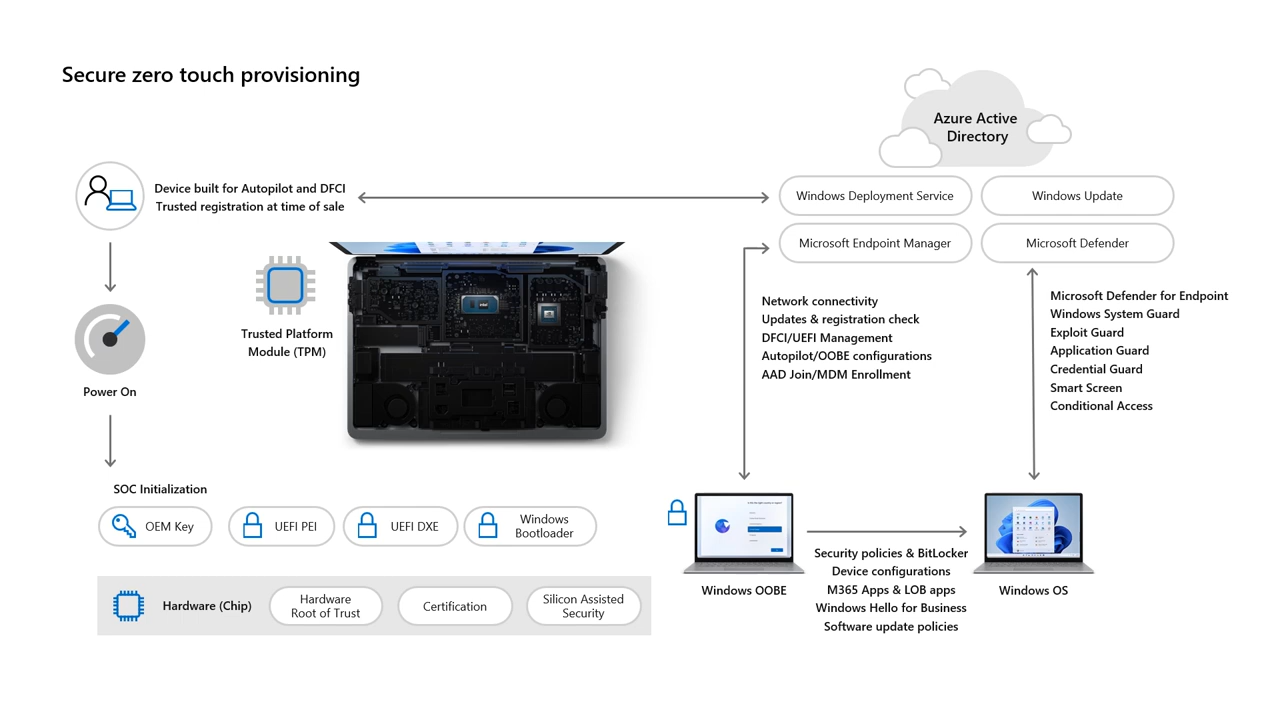 Secure zero touch provisioning
Azure Active
Directory
Device built for Autopilot and DFCI
Trusted registration at time of sale
Windows Deployment Service
Windows Update
Microsoft Endpoint Manager
Microsoft Defender
Trusted Platform
Module (TPM)
Power On
Network connectivity
Updates & registration check
DFCI/UEFI Management
Autopilot/OOBE configurations
AAD Join/MDM Enrollment
Microsoft Defender for Endpoint
Windows System Guard
Exploit Guard
Application Guard
Credential Guard
Smart Screen
Conditional Access
SOC Initialization
OEM Key
UEFI PEI
UEFI DXE
Windows
Bootloader
Hardware (Chip)
Hardware
Root of Trust
Certification
Silicon Assisted
Security
Windows OOBE
Security policies & BitLocker
Device configurations
M365 Apps & LOB apps
Windows Hello for Business
Software update policies
Windows OS